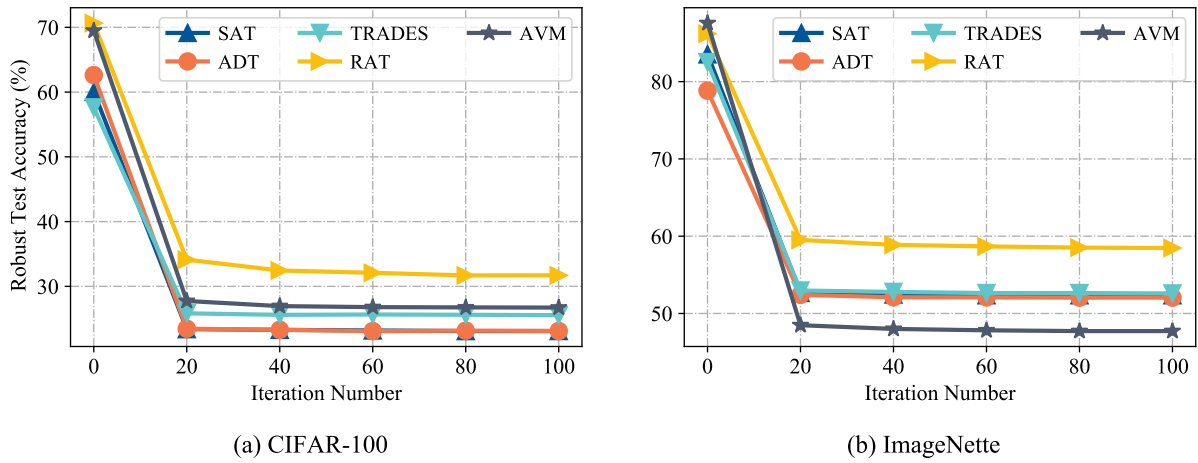 Robust Test Accuracy (%)
70
60
50
40
30
SAT TRADES AVM
ADT RAT
0 20 40 60 80 100
Iteration Number
(a) CIFAR-100
80
70
60
50
SAT TRADES AVM
ADT RAT
0 20 40 60 80 100
Iteration Number
(b) ImageNette